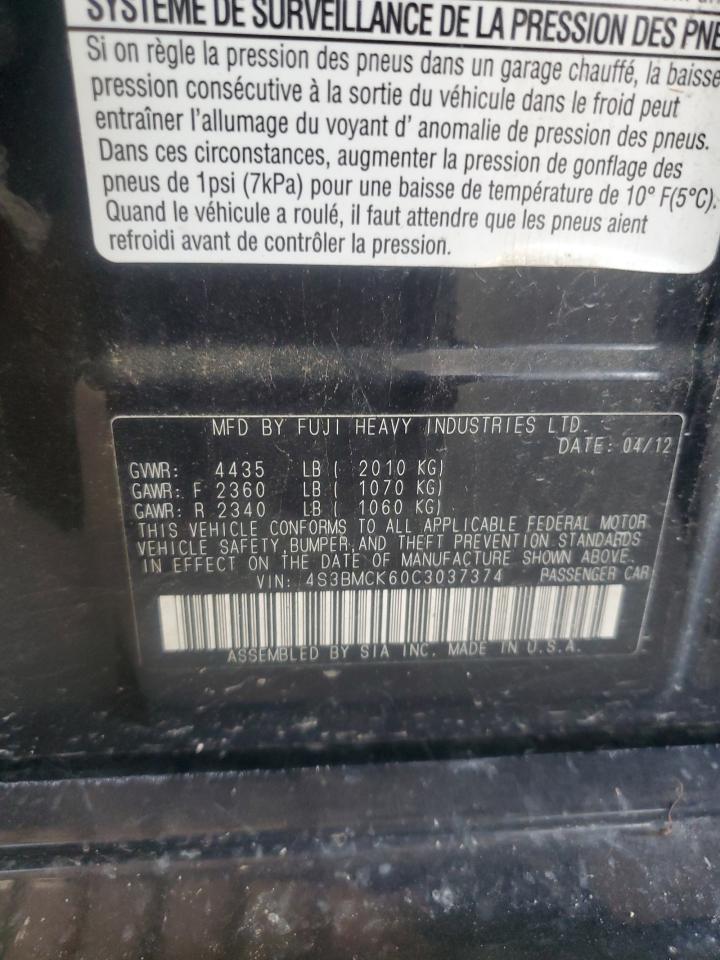 SYSTÈME DE SURVEILLANCE DE LA PRESSION DES
Si on règle la pression des pneus dans un garage chauffé, la baisse
pression consécutive à la sortie du véhicule dans le froid peut
entraîner l'allumage du voyant d' anomalie de pression des pneus.
Dans ces circonstances, augmenter la pression de gonflage des
pneus de 1psi (7kPa) pour une baisse de température de 10° F(5°C).
Quand le véhicule a roulé, il faut attendre que les pneus aient
refroidi avant de contrôler la pression.
MFD BY FUJI HEAVY INDUSTRIES LTD.
DATE: 04/12
GVWR: 4435 LB ( 2010 KG)
GAWR: F 2360 LB ( 1070 KG)
GAWR: R 2340 LB ( 1060 KG)
THIS VEHICLE CONFORMS TO ALL APPLICABLE FEDERAL MOTOR
VEHICLE SAFETY,BUMPER,AND THEFT PREVENTION STANDARDS
IN EFFECT ON THE DATE OF MANUFACTURE SHOWN ABOVE.
VIN: 4S3BMCK60C3037374 PASSENGER CAR
ASSEMBLED BY SIA INC. MADE IN U.S.A.